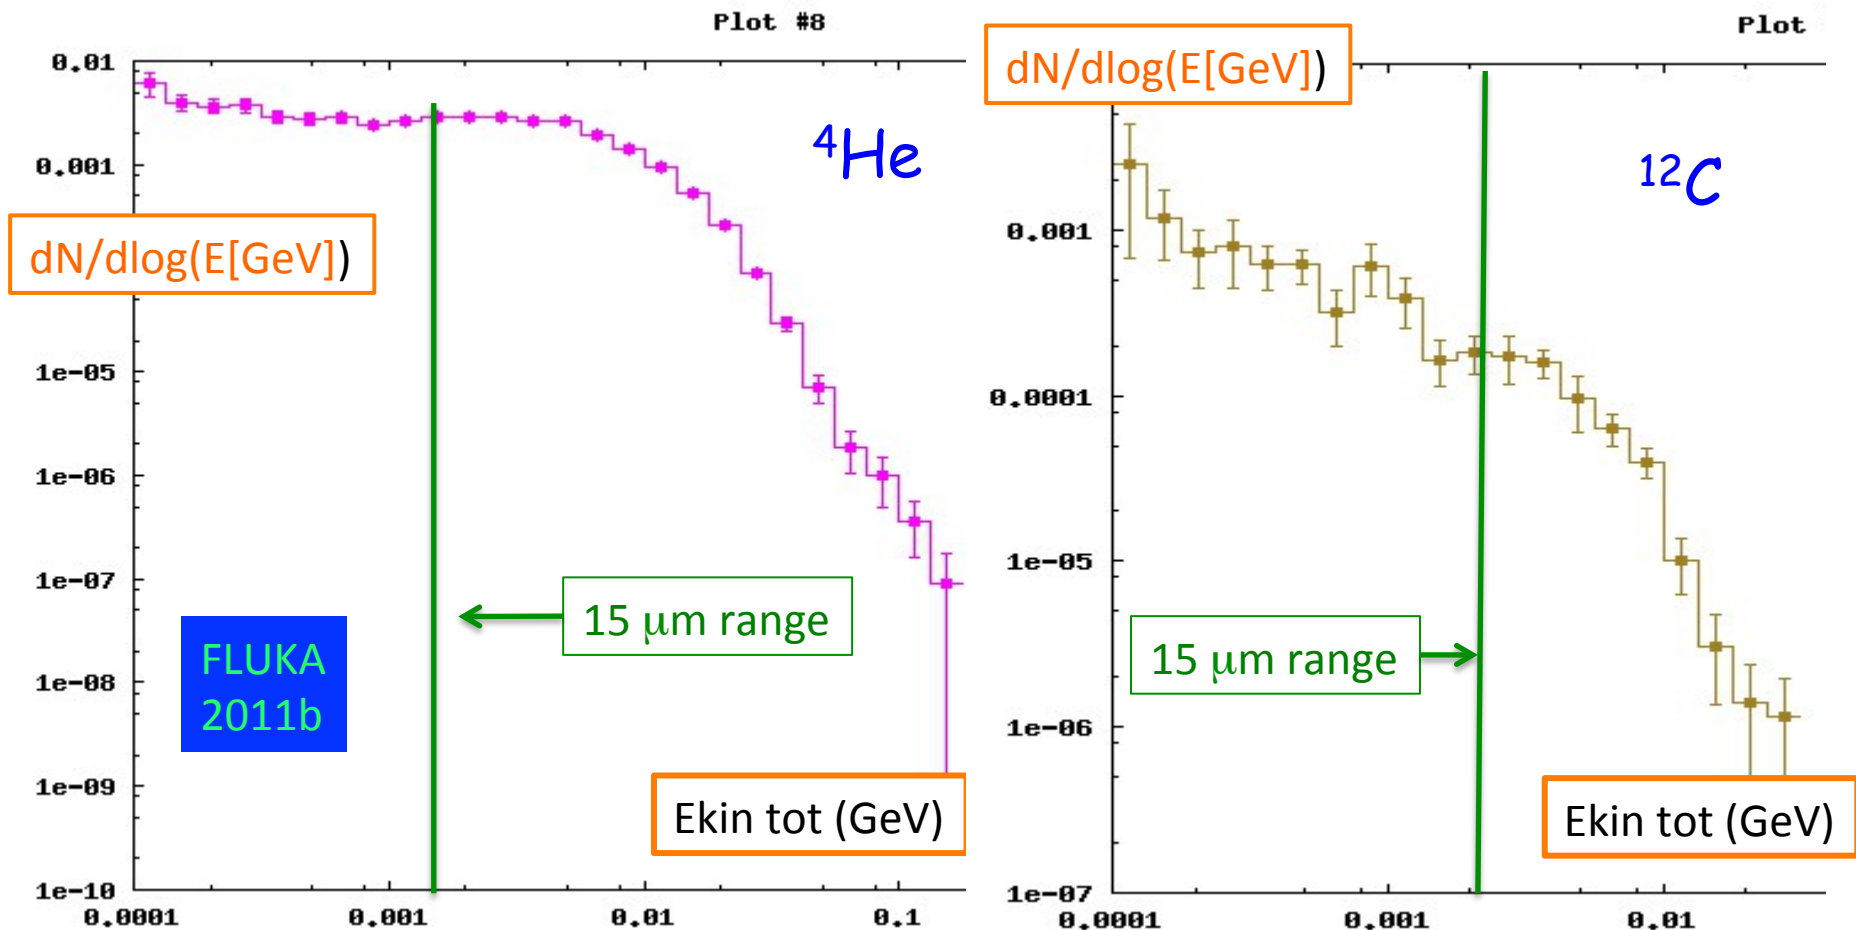 Plot #8
0.01
0.001
dN/dlog(E[GeV])
1e-05
1e-06
1e-07
1e-08
1e-09
1e-10
0.0001
0.001
0.01
0.1
⁴He
15 μm range
FLUKA
2011b
Ekin tot (GeV)
Plot
dN/dlog(E[GeV])
0.001
0.0001
1e-05
1e-06
1e-07
0.0001
0.001
0.01
¹²C
15 μm range
Ekin tot (GeV)